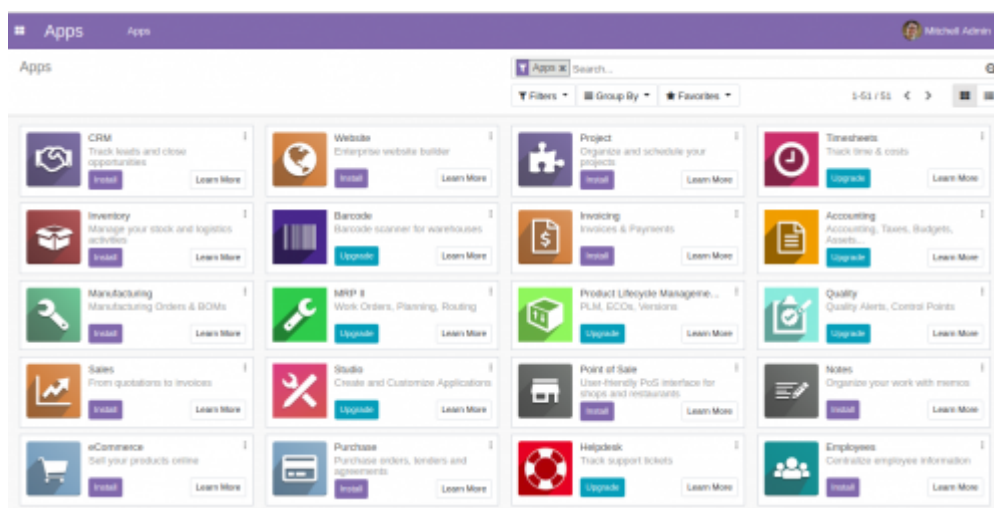 Apps
Apps
Mitchell Admin
Apps
Apps × Search...
Filters
Group By
Favorites
1-51 / 51
CRM
Track leads and close
opportunities
Install
Learn More
Website
Enterprise website builder
Install
Learn More
Project
Organize and schedule your
projects
Install
Learn More
Timesheets
Track time & costs
Upgrade
Learn More
Inventory
Manage your stock and logistics
activities
Install
Learn More
Barcode
Barcode scanner for warehouses
Upgrade
Learn More
Invoicing
Invoices & Payments
Install
Learn More
Accounting
Accounting, Taxes, Budgets,
Assets...
Upgrade
Learn More
Manufacturing
Manufacturing Orders & BOMs
Install
Learn More
MRP II
Work Orders, Planning, Routing
Upgrade
Learn More
Product Lifecycle Manageme...
PLM, ECOs, Versions
Upgrade
Learn More
Quality
Quality Alerts, Control Points
Upgrade
Learn More
Sales
From quotations to invoices
Install
Learn More
Studio
Create and Customize Applications
Upgrade
Learn More
Point of Sale
User-friendly PoS interface for
shops and restaurants
Install
Learn More
Notes
Organize your work with memos
Install
Learn More
eCommerce
Sell your products online
Install
Learn More
Purchase
Purchase orders, tenders and
agreements
Install
Learn More
Helpdesk
Track support tickets
Upgrade
Learn More
Employees
Centralize employee information
Install
Learn More